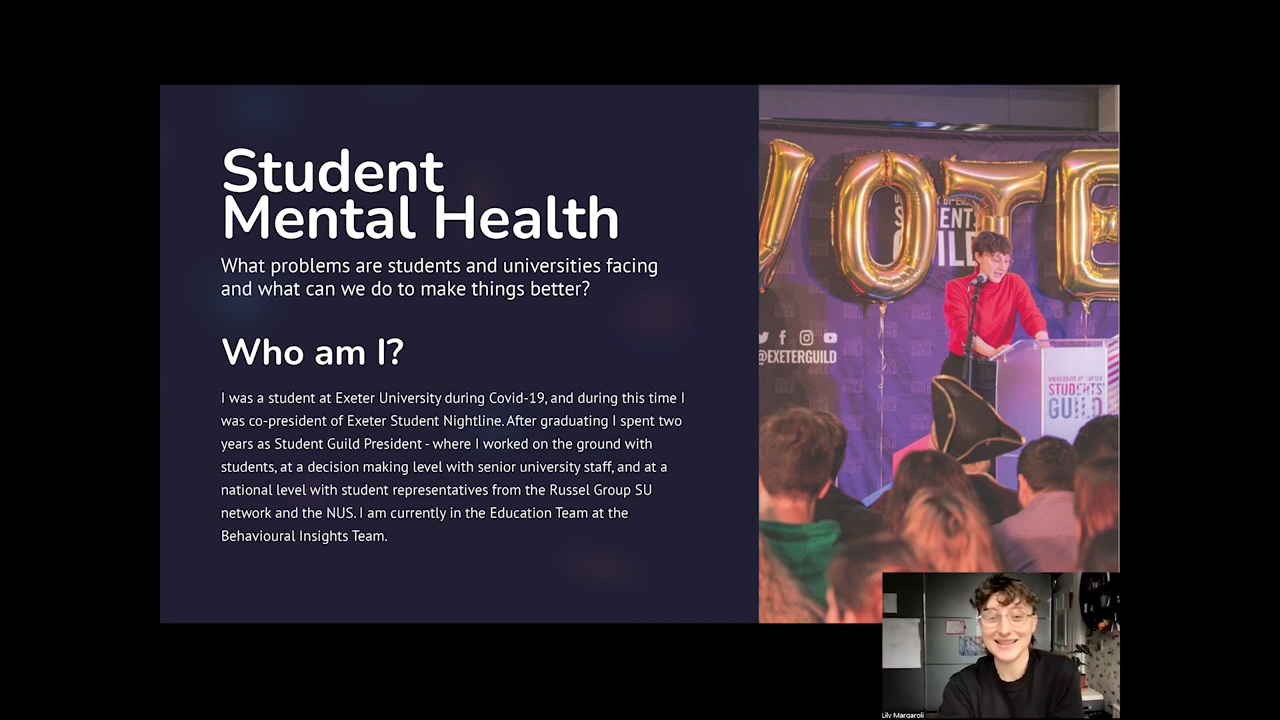 Student
Mental Health
What problems are students and universities facing
and what can we do to make things better?
Who am I?
I was a student at Exeter University during Covid-19, and during this time I
was co-president of Exeter Student Nightline. After graduating I spent two
years as Student Guild President - where I worked on the ground with
students, at a decision making level with senior university staff, and at a
national level with student representatives from the Russel Group SU
network and the NUS. I am currently in the Education Team at the
Behavioural Insights Team.
VOTE
@EXETERGUILD
UNIVERSITY OF EXETER
STUDENTS'
GUILD
Lily Margaroli